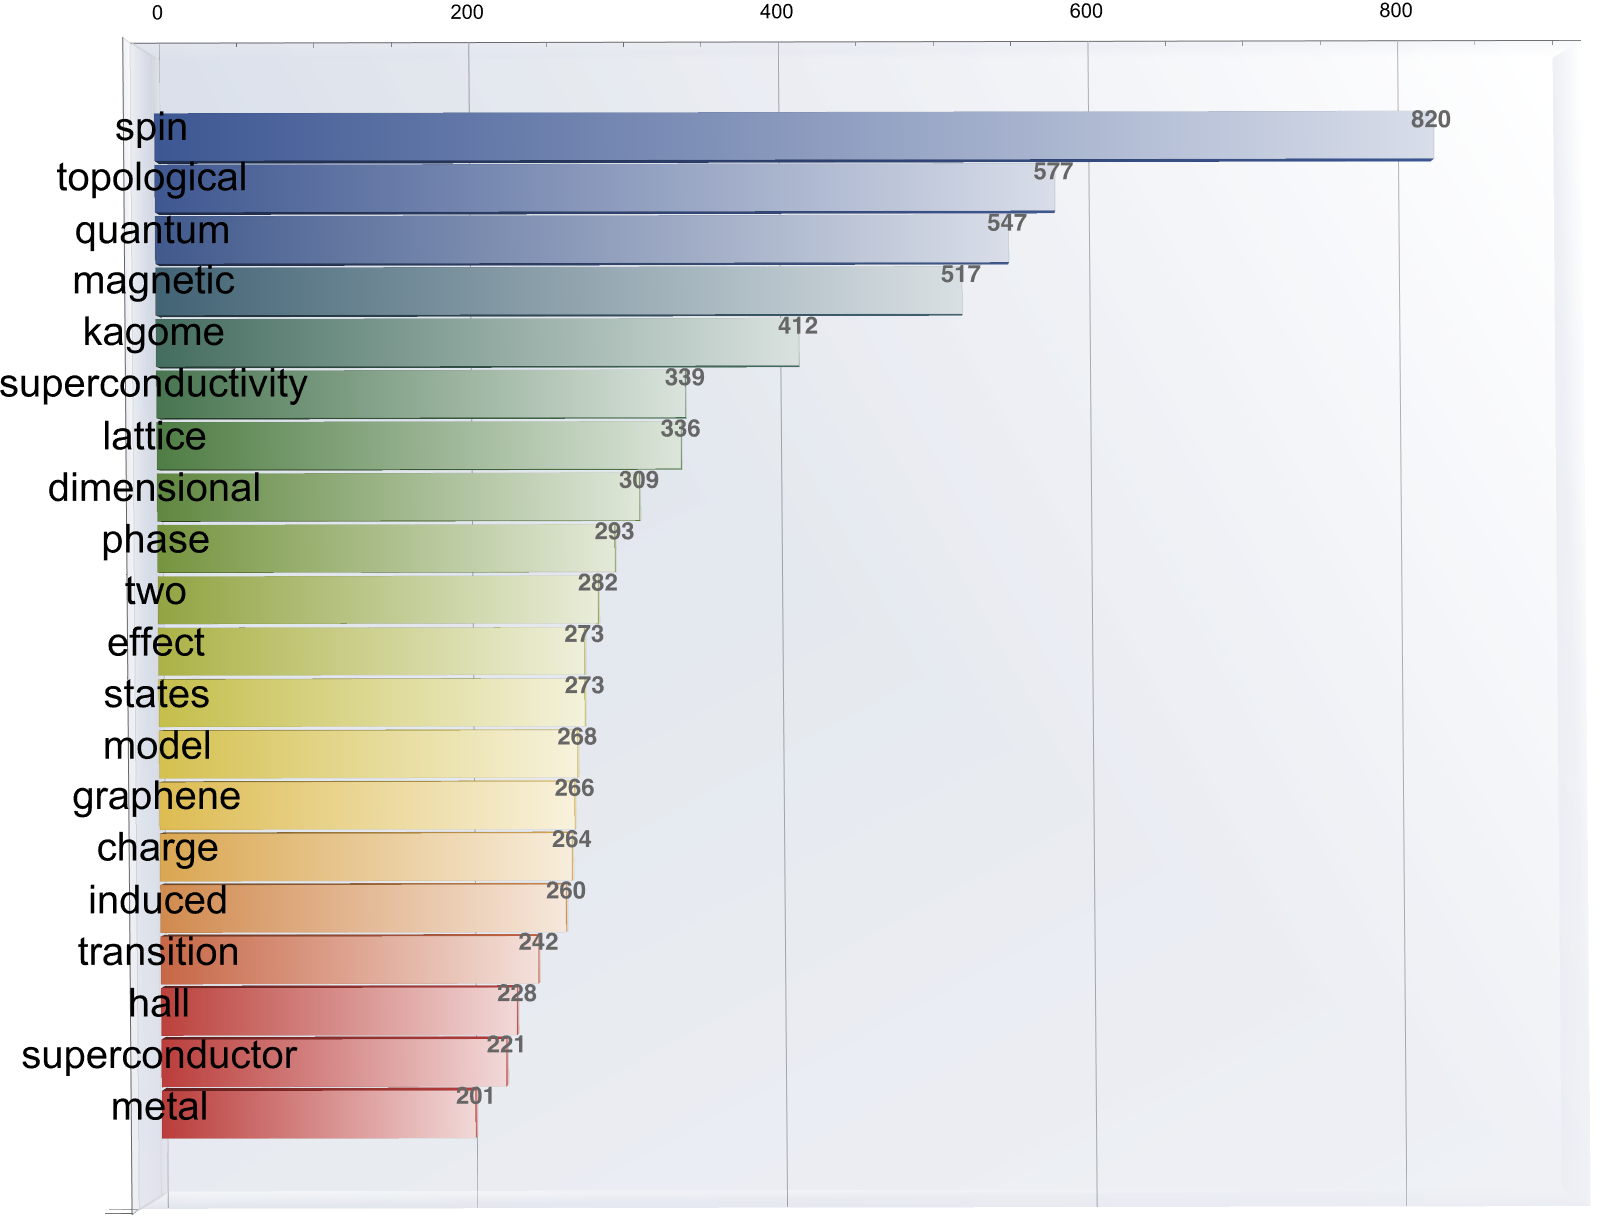 0 200 400 600 800
spin 820
topological 577
quantum 547
magnetic 517
kagome 412
superconductivity 339
lattice 336
dimensional 309
phase 293
two 282
effect 273
states 273
model 268
graphene 266
charge 264
induced 260
transition 242
hall 228
superconductor 221
metal 201